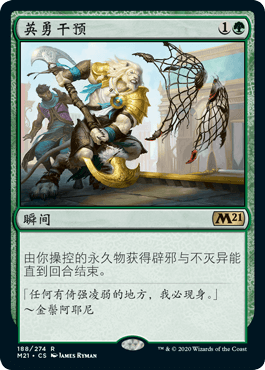 英勇干预 1
瞬间 M21
由你操控的永久物获得辟邪与不灭异能
直到回合结束。
「任何有倚强凌弱的地方，我必现身。」
～金鬃阿耶尼
188/274 R
M21 • CS JAMES RYMAN ™ & © 2020 Wizards of the Coast